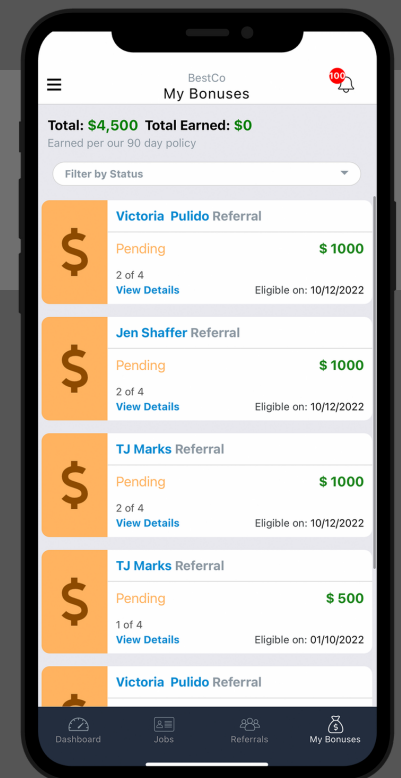 BestCo
My Bonuses
100
Total: $4,500 Total Earned: $0
Earned per our 90 day policy
Filter by Status
Victoria Pulido Referral
Pending
$ 1000
2 of 4
View Details
Eligible on: 10/12/2022
Jen Shaffer Referral
Pending
$ 1000
2 of 4
View Details
Eligible on: 10/12/2022
TJ Marks Referral
Pending
$ 1000
2 of 4
View Details
Eligible on: 10/12/2022
TJ Marks Referral
Pending
$ 500
1 of 4
View Details
Eligible on: 01/10/2022
Victoria Pulido Referral
Dashboard
Jobs
Referrals
My Bonuses